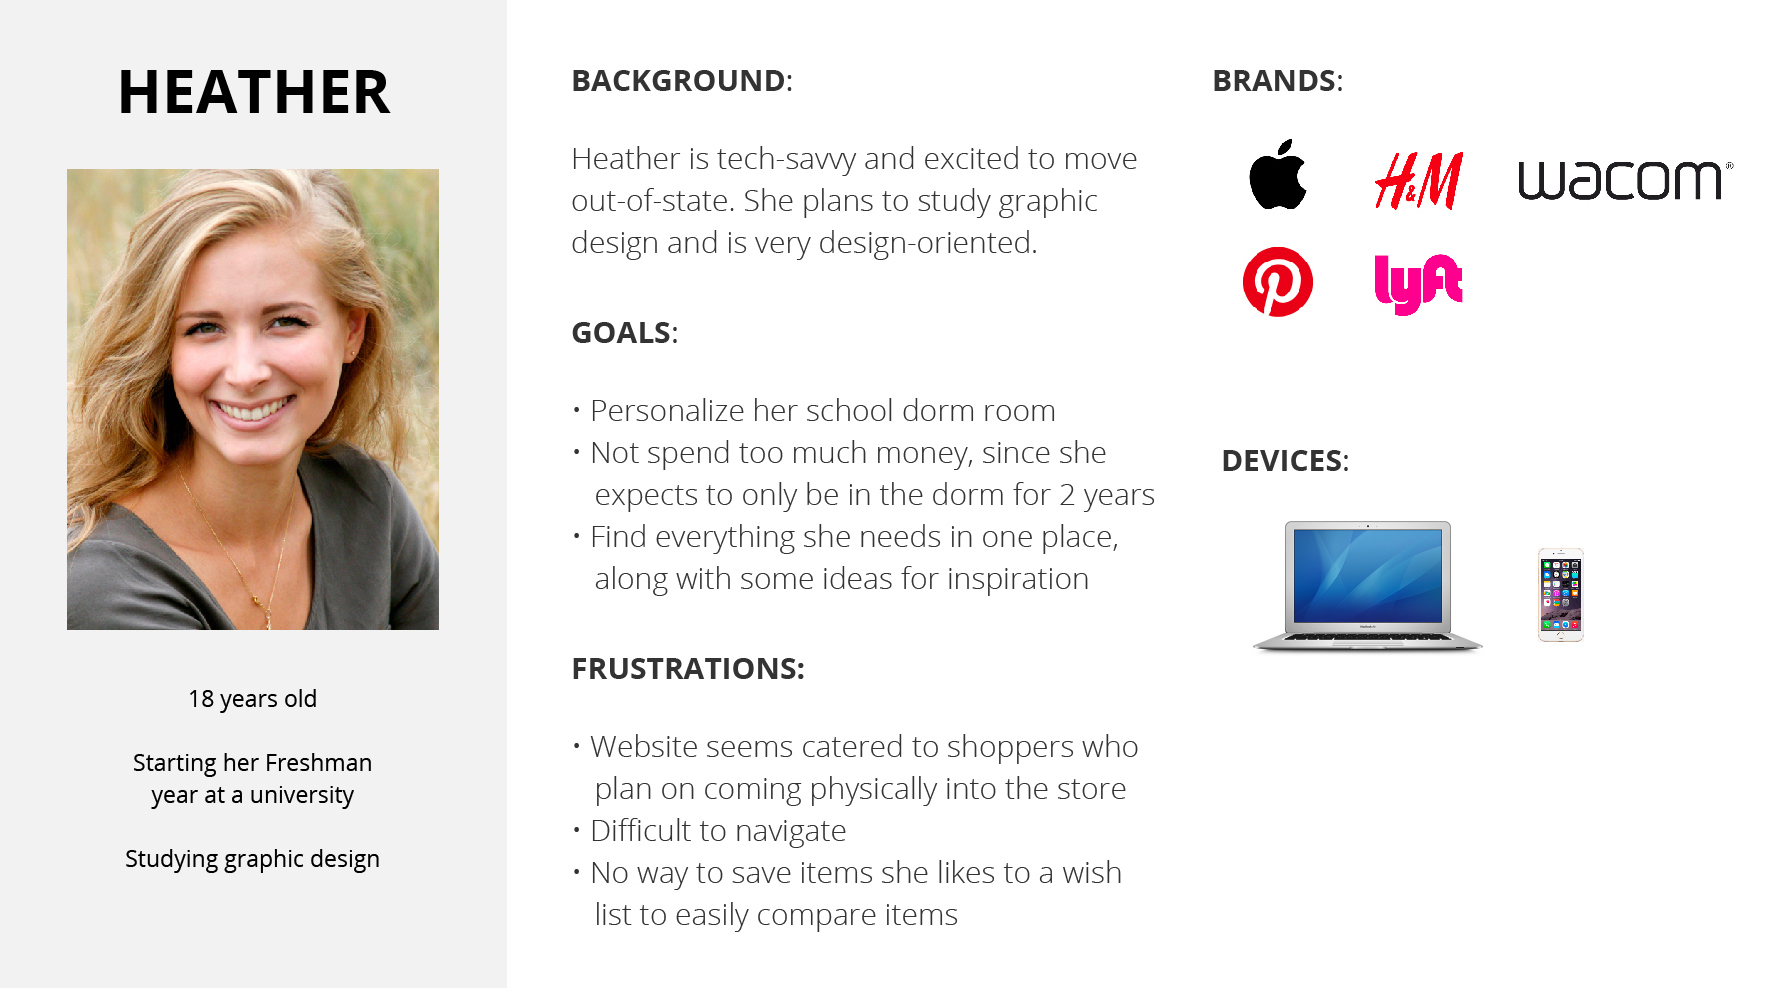 HEATHER
18 years old
Starting her Freshman
year at a university
Studying graphic design
BACKGROUND:
Heather is tech-savvy and excited to move
out-of-state. She plans to study graphic
design and is very design-oriented.
GOALS:
• Personalize her school dorm room
• Not spend too much money, since she
expects to only be in the dorm for 2 years
• Find everything she needs in one place,
along with some ideas for inspiration
FRUSTRATIONS:
• Website seems catered to shoppers who
plan on coming physically into the store
• Difficult to navigate
• No way to save items she likes to a wish
list to easily compare items
BRANDS:
H&M
wacom®
lyft
DEVICES: